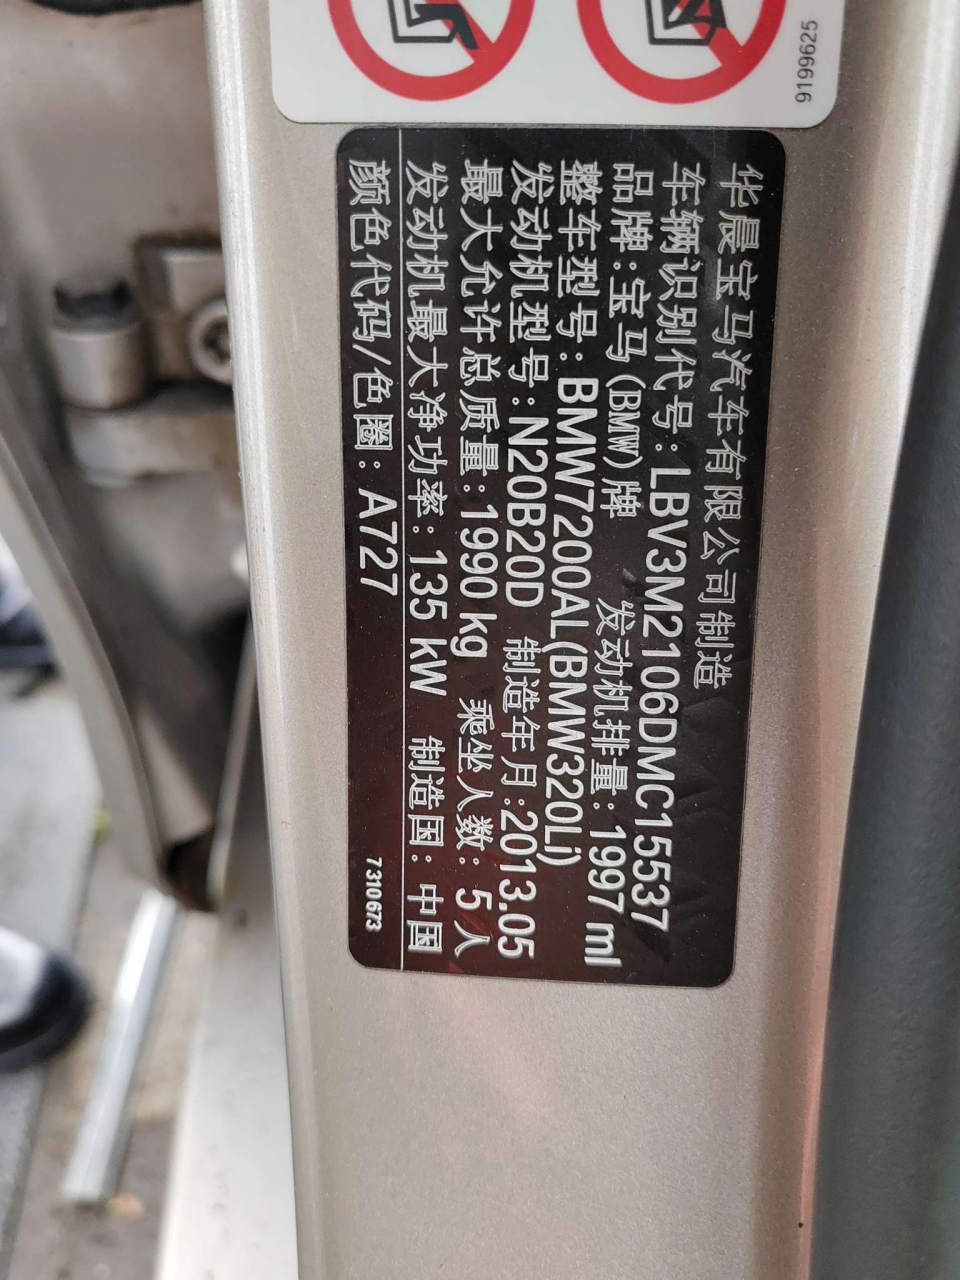 9199625
华晨宝马汽车有限公司制造
车辆识别代号:LBV3M2106DMC15537
品牌:宝马(BMW)牌 发动机排量:1997 ml
整车型号:BMW7200AL(BMW320Li)
发动机型号:N20B20D 制造年月:2013.05
最大允许总质量:1990 kg 乘坐人数:5人
发动机最大净功率:135 kW 制造国:中国
颜色代码/色圈:A727
7310673